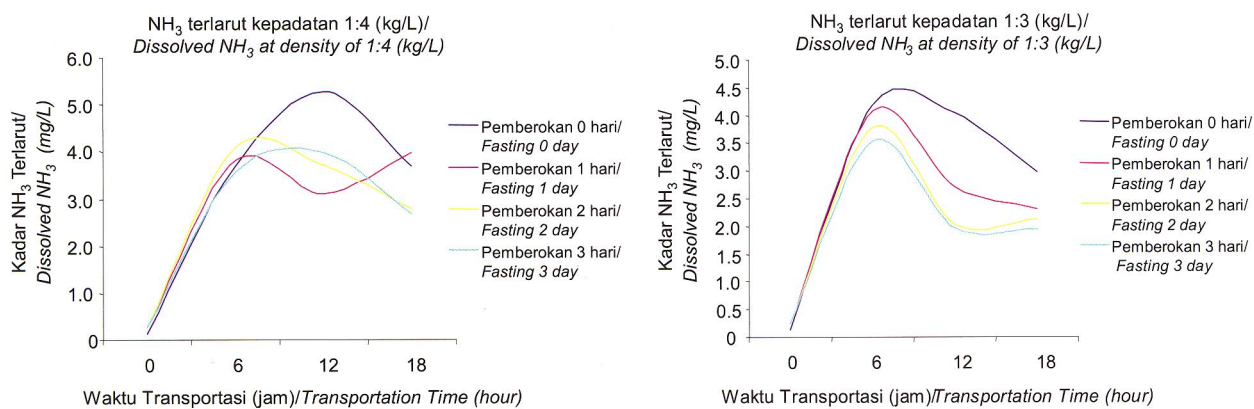 NH₃ terlarut kepadatan 1:4 (kg/L)/
Dissolved NH₃ at density of 1:4 (kg/L)
Kadar NH₃ Terlarut/
Dissolved NH₃ (mg/L)
6.0
5.0
4.0
3.0
2.0
1.0
0
0 6 12 18
Waktu Transportasi (jam)/Transportation Time (hour)
Pemberokan 0 hari/
Fasting 0 day
Pemberokan 1 hari/
Fasting 1 day
Pemberokan 2 hari/
Fasting 2 day
Pemberokan 3 hari/
Fasting 3 day
NH₃ terlarut kepadatan 1:3 (kg/L)/
Dissolved NH₃ at density of 1:3 (kg/L)
Kadar NH₃ Terlarut/
Dissolved NH₃ (mg/L)
5.0
4.5
4.0
3.5
3.0
2.5
2.0
1.5
1.0
0.5
0.0
0 6 12 18
Waktu Transportasi (jam)/Transportation Time (hour)
Pemberokan 0 hari/
Fasting 0 day
Pemberokan 1 hari/
Fasting 1 day
Pemberokan 2 hari/
Fasting 2 day
Pemberokan 3 hari/
Fasting 3 day